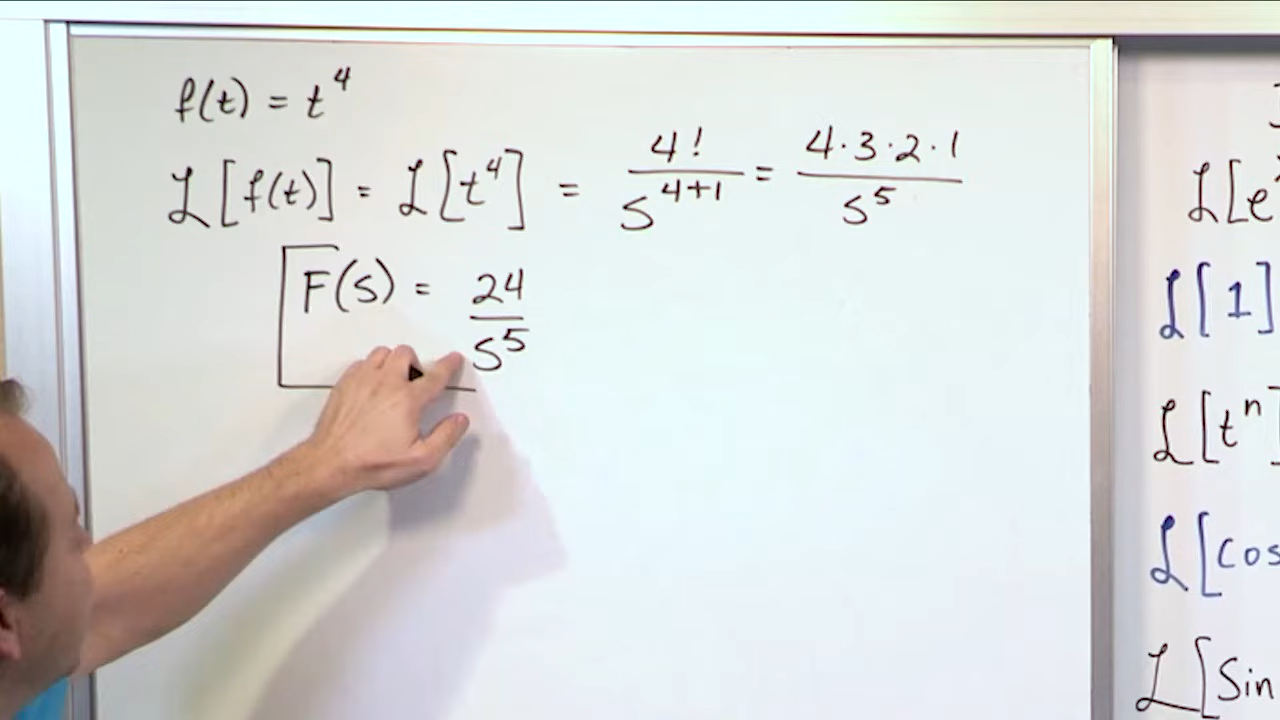 f(t) = t⁴
ℒ[f(t)] = ℒ[t⁴] = 4!/s⁴⁺¹ = 4·3·2·1/s⁵
F(s) = 24/s⁵
ℒ[e
ℒ[1]
ℒ[tⁿ]
ℒ[cos
ℒ[sin